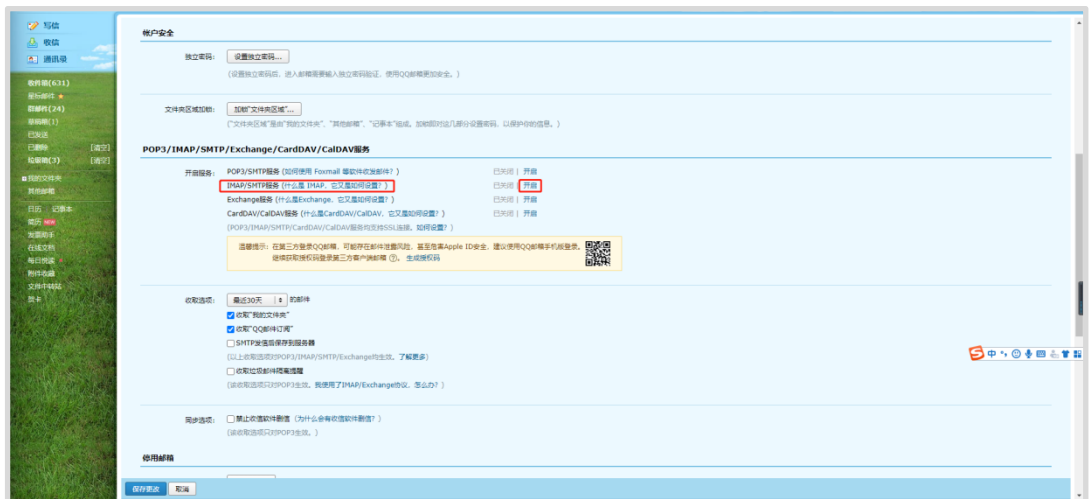 写信
收信
通讯录
收件箱(631)
星标邮件
群邮件(24)
草稿箱(1)
已发送
已删除 [清空]
垃圾箱(3) [清空]
我的文件夹
其他邮箱
日历 | 记事本
简历 NEW
发票助手
在线文档
每日悦读
附件收藏
文件中转站
贺卡
帐户安全
独立密码: 设置独立密码...
(设置独立密码后,进入邮箱需要输入独立密码验证,使用QQ邮箱更加安全。)
文件夹区域加锁: 加锁"文件夹区域"...
("文件夹区域"是由"我的文件夹"、"其他邮箱"、"记事本"组成。加锁即对这几部分设置密码,以保护你的信息。)
POP3/IMAP/SMTP/Exchange/CardDAV/CalDAV服务
开启服务: POP3/SMTP服务 (如何使用 Foxmail 等软件收发邮件?) 已关闭 | 开启
IMAP/SMTP服务 (什么是 IMAP,它又是如何设置?) 已关闭 | 开启
Exchange服务 (什么是Exchange,它又是如何设置?) 已关闭 | 开启
CardDAV/CalDAV服务 (什么是CardDAV/CalDAV,它又是如何设置?) 已关闭 | 开启
(POP3/IMAP/SMTP/CardDAV/CalDAV服务均支持SSL连接。如何设置?)
温馨提示: 在第三方登录QQ邮箱,可能存在邮件泄露风险,甚至危害Apple ID安全,建议使用QQ邮箱手机版登录。
继续获取授权码登录第三方客户端邮箱 ?。 生成授权码
收取选项: 最近30天 的邮件
收取"我的文件夹"
收取"QQ邮件订阅"
SMTP发信后保存到服务器
(以上收取选项对POP3/IMAP/SMTP/Exchange均生效。了解更多)
收取垃圾邮件隔离提醒
(该收取选项只对POP3生效。我使用了IMAP/Exchange协议,怎么办?)
同步选项: 禁止收信软件删信 (为什么会有收信软件删信?)
(该收取选项只对POP3生效。)
停用邮箱
保存更改 取消
中